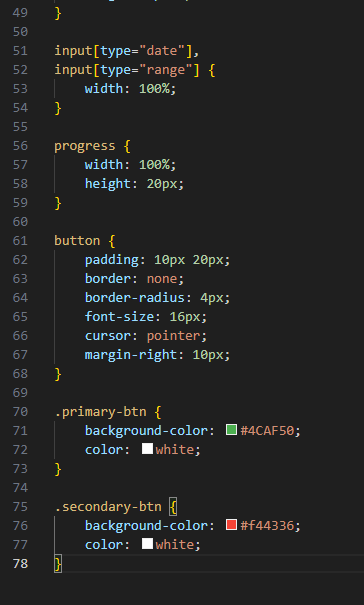 49 }
50
51 input[type="date"],
52 input[type="range"] {
53     width: 100%;
54 }
55
56 progress {
57     width: 100%;
58     height: 20px;
59 }
60
61 button {
62     padding: 10px 20px;
63     border: none;
64     border-radius: 4px;
65     font-size: 16px;
66     cursor: pointer;
67     margin-right: 10px;
68 }
69
70 .primary-btn {
71     background-color: #4CAF50;
72     color: white;
73 }
74
75 .secondary-btn {
76     background-color: #f44336;
77     color: white;
78 }